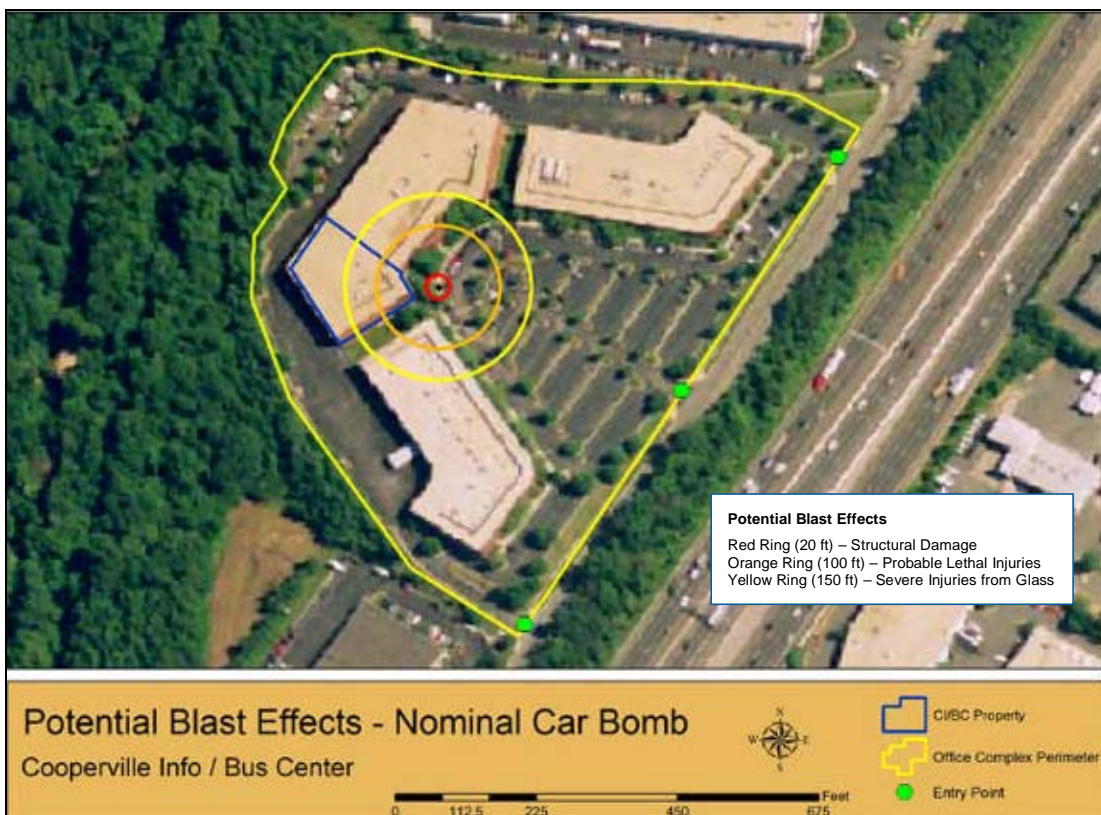 Potential Blast Effects
Red Ring (20 ft) – Structural Damage
Orange Ring (100 ft) – Probable Lethal Injuries
Yellow Ring (150 ft) – Severe Injuries from Glass
Potential Blast Effects - Nominal Car Bomb
Cooperville Info / Bus Center
N
W E
S
CI/BC Property
Office Complex Perimeter
Entry Point
Feet
0 112.5 225 450 675